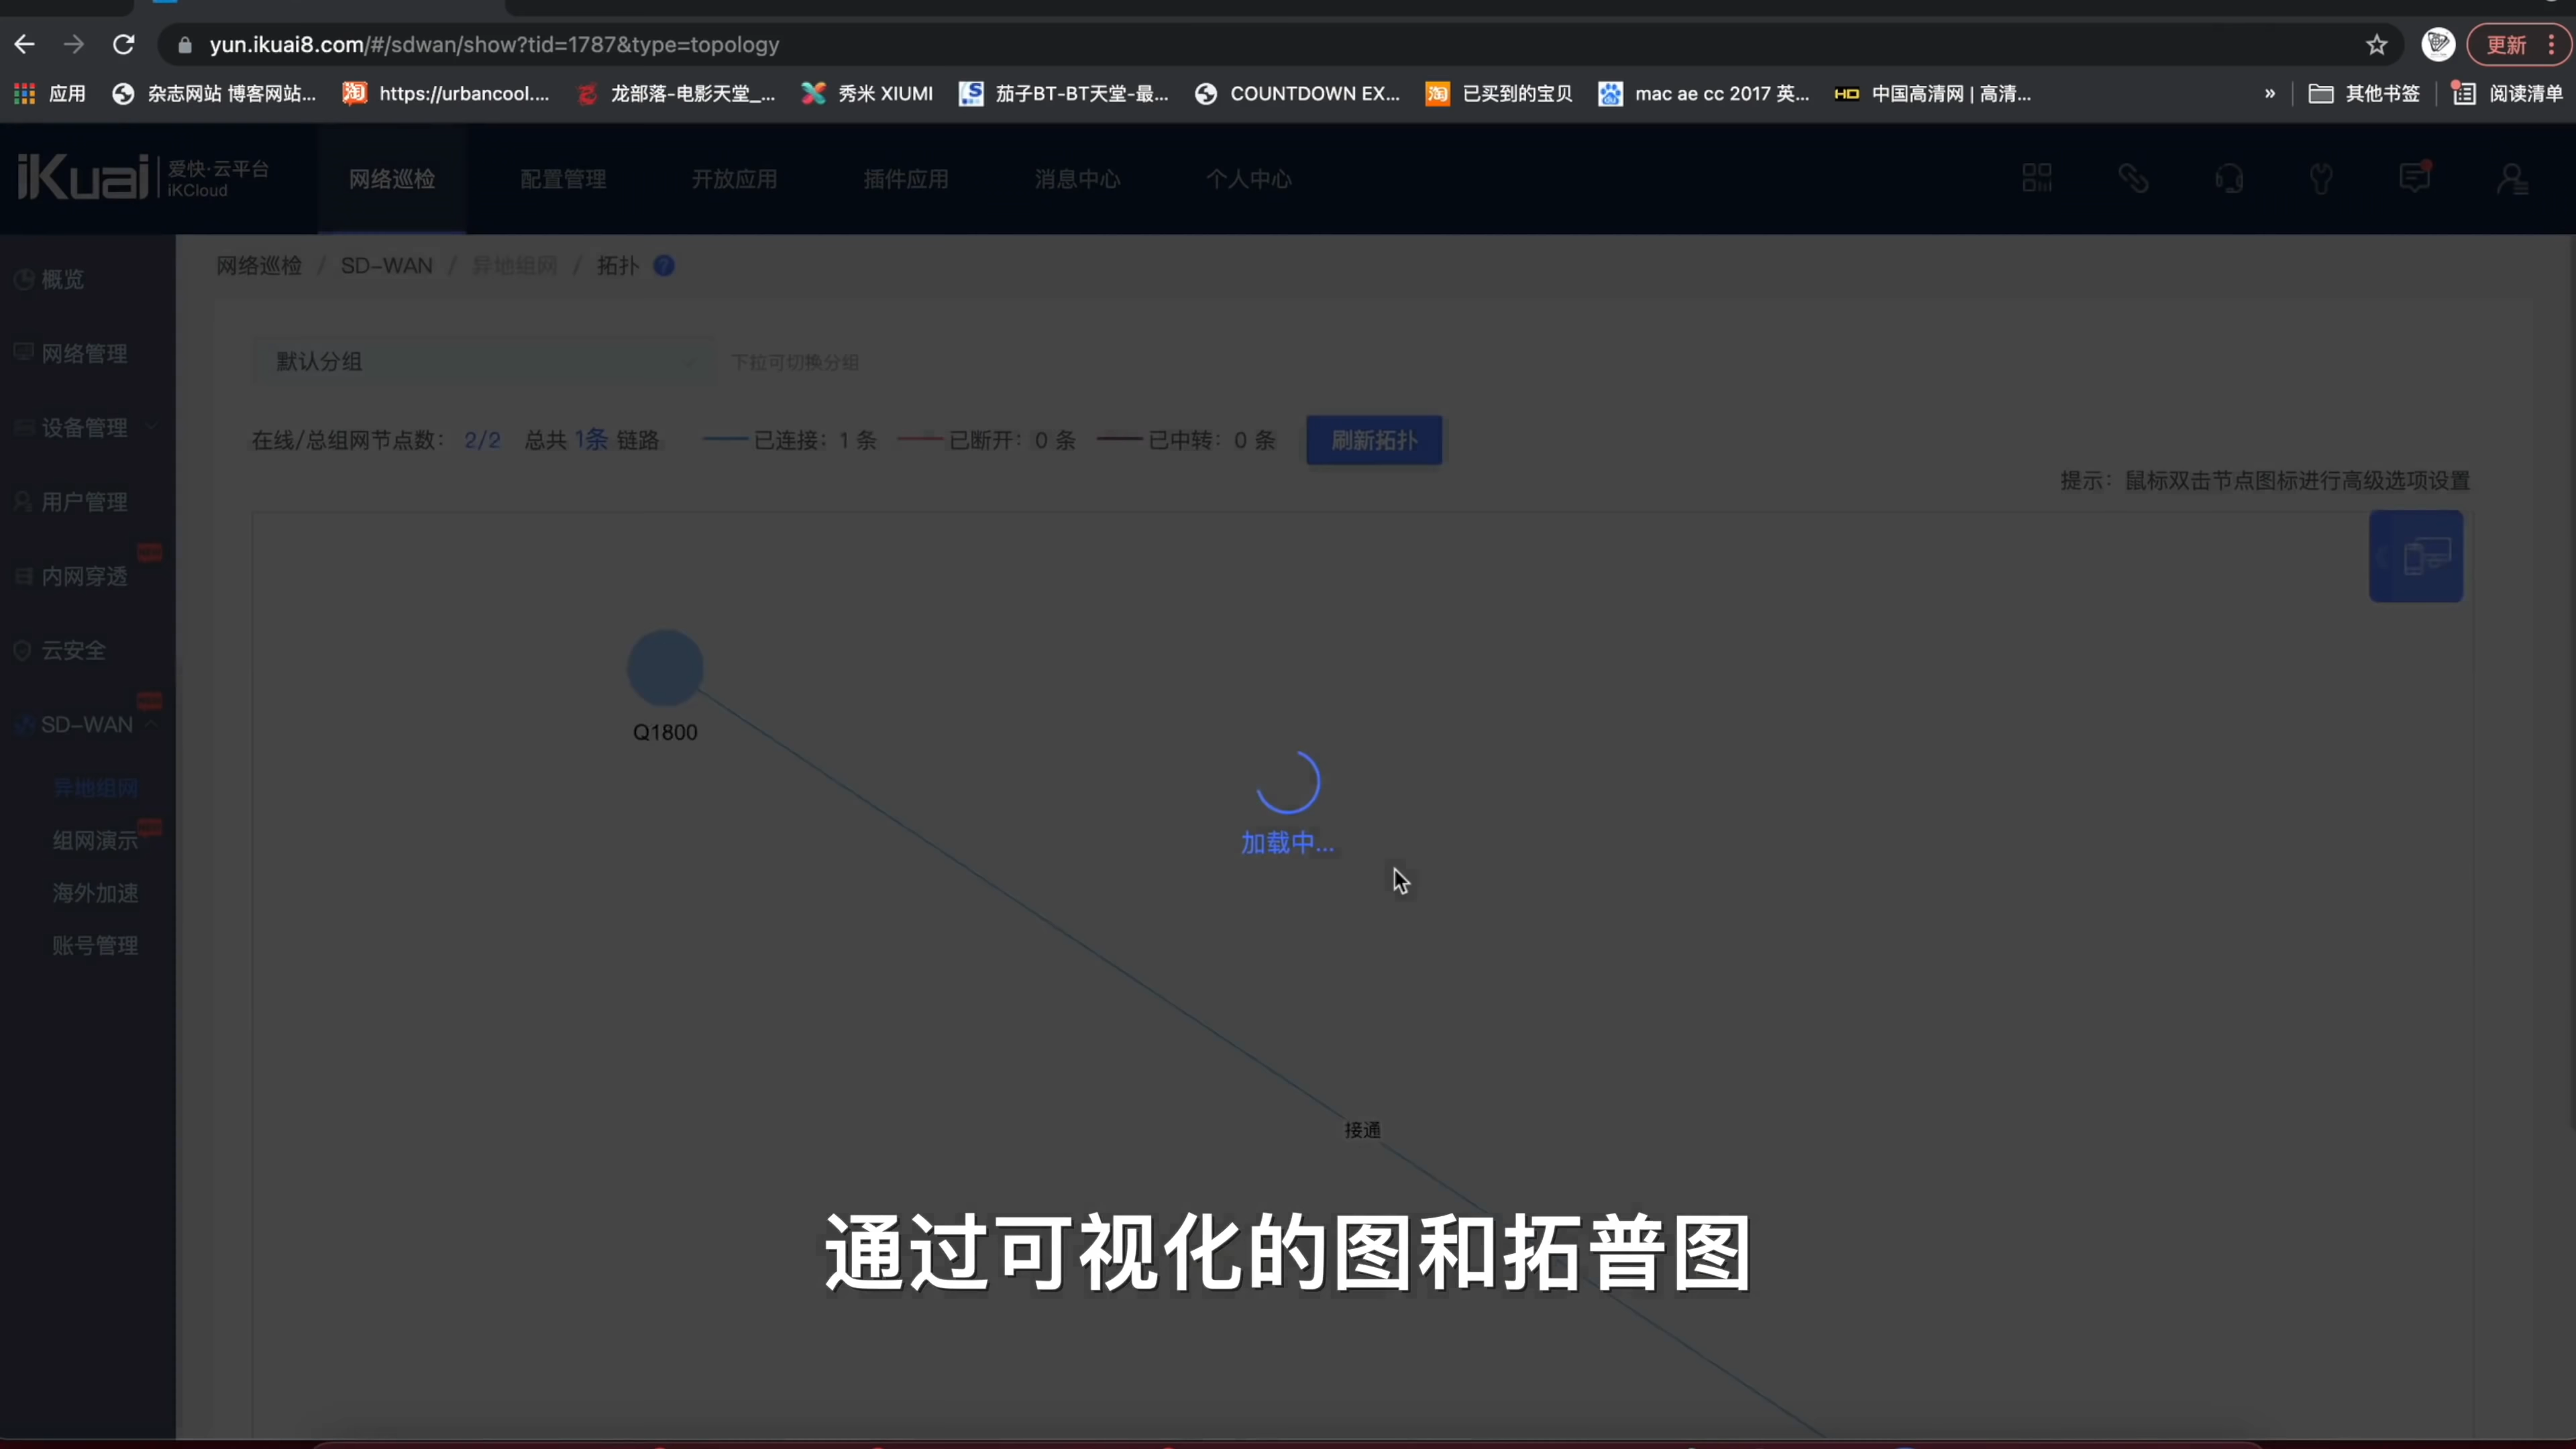 yun.ikuai8.com/#/sdwan/show?tid=1787&type=topology
更新
应用
杂志网站 博客网站...
https://urbancool....
龙部落-电影天堂_...
秀米 XIUMI
茄子BT-BT天堂-最...
COUNTDOWN EX...
已买到的宝贝
mac ae cc 2017 英...
中国高清网 | 高清...
»
其他书签
阅读清单
iKuai 爱快·云平台
iKCloud
网络巡检
配置管理
开放应用
插件应用
消息中心
个人中心
概览
网络管理
设备管理
用户管理
内网穿透
云安全
SD-WAN
异地组网
组网演示
海外加速
账号管理
网络巡检 / SD-WAN / 异地组网 / 拓扑 ?
默认分组
下拉可切换分组
在线/总组网节点数: 2/2 总共 1条 链路 已连接: 1 条 已断开: 0 条 已中转: 0 条 刷新拓扑
提示: 鼠标双击节点图标进行高级选项设置
Q1800
加载中...
接通
通过可视化的图和拓普图